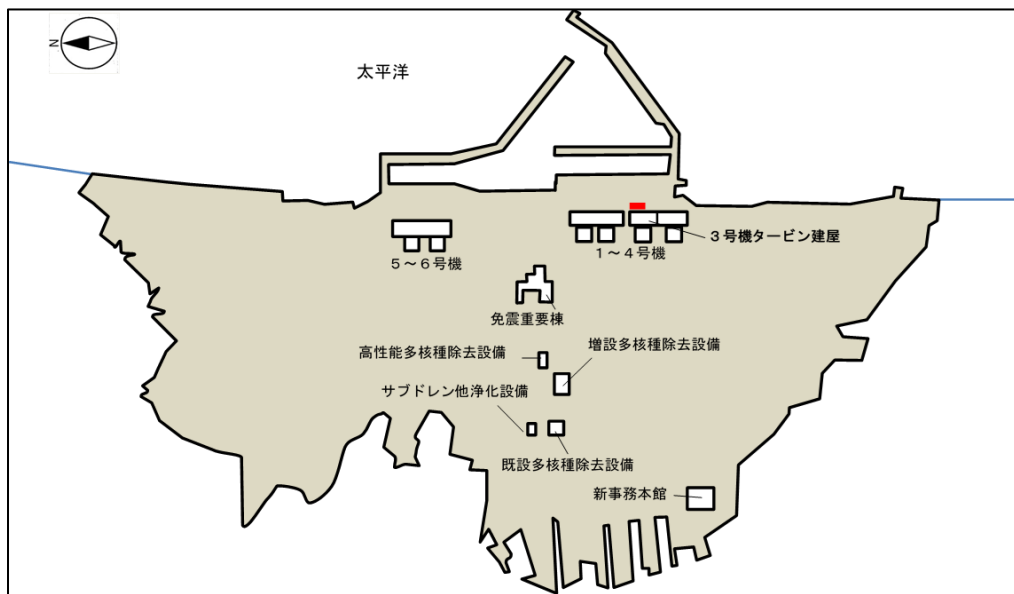 N
太平洋
３号機タービン建屋
１～４号機
５～６号機
免震重要棟
増設多核種除去設備
高性能多核種除去設備
サブドレン他浄化設備
既設多核種除去設備
新事務本館